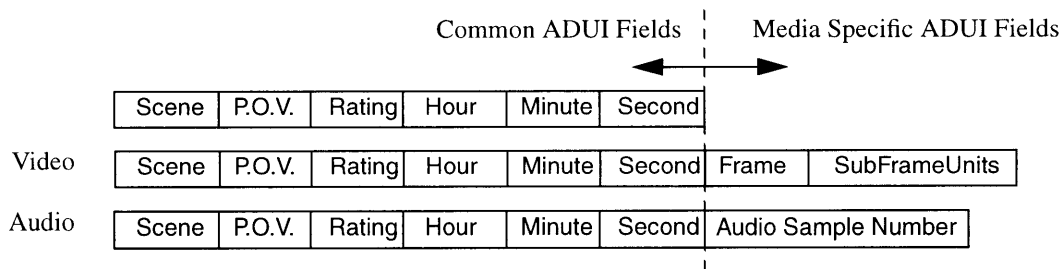 Common ADUI Fields Media Specific ADUI Fields
Scene P.O.V. Rating Hour Minute Second
Video Scene P.O.V. Rating Hour Minute Second Frame SubFrameUnits
Audio Scene P.O.V. Rating Hour Minute Second Audio Sample Number